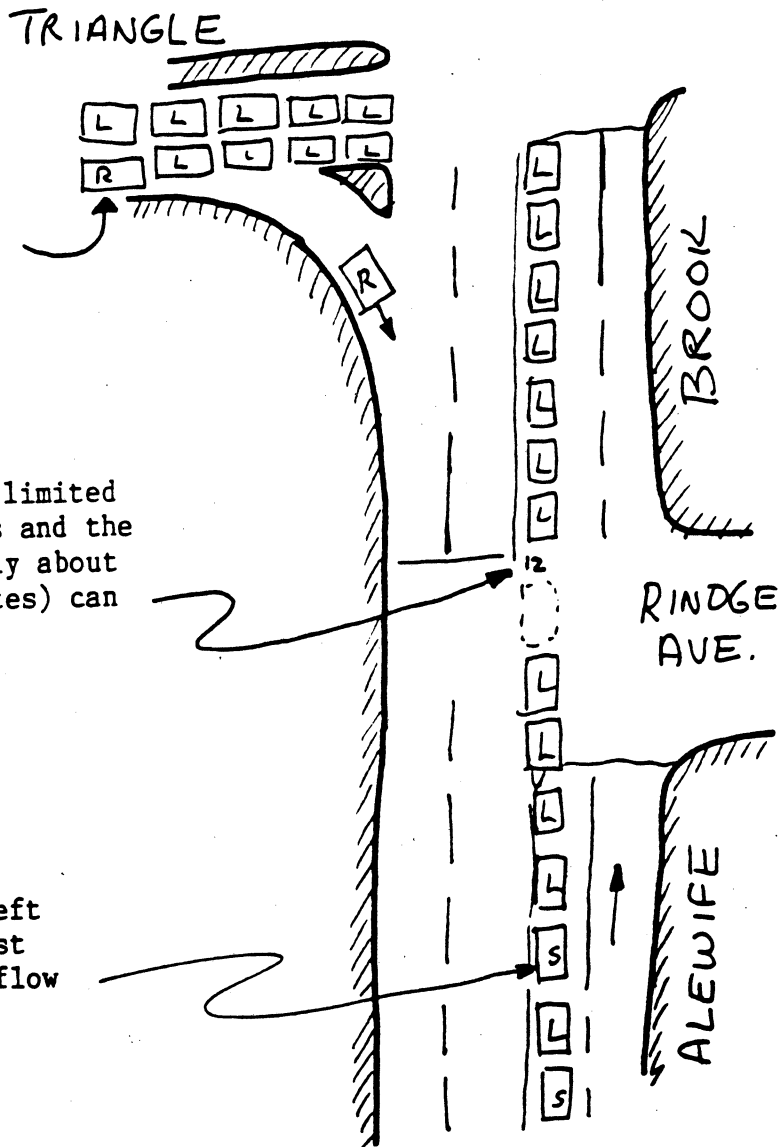 TRIANGLE
L L L L L
R L L L L
R
L
L
L
L
L
L
L
BROOK
limited
s and the
ly about
tes) can
12
RINDGE
AVE.
L
L
L
L
eft
st
flow
S
L
S
ALEWIFE